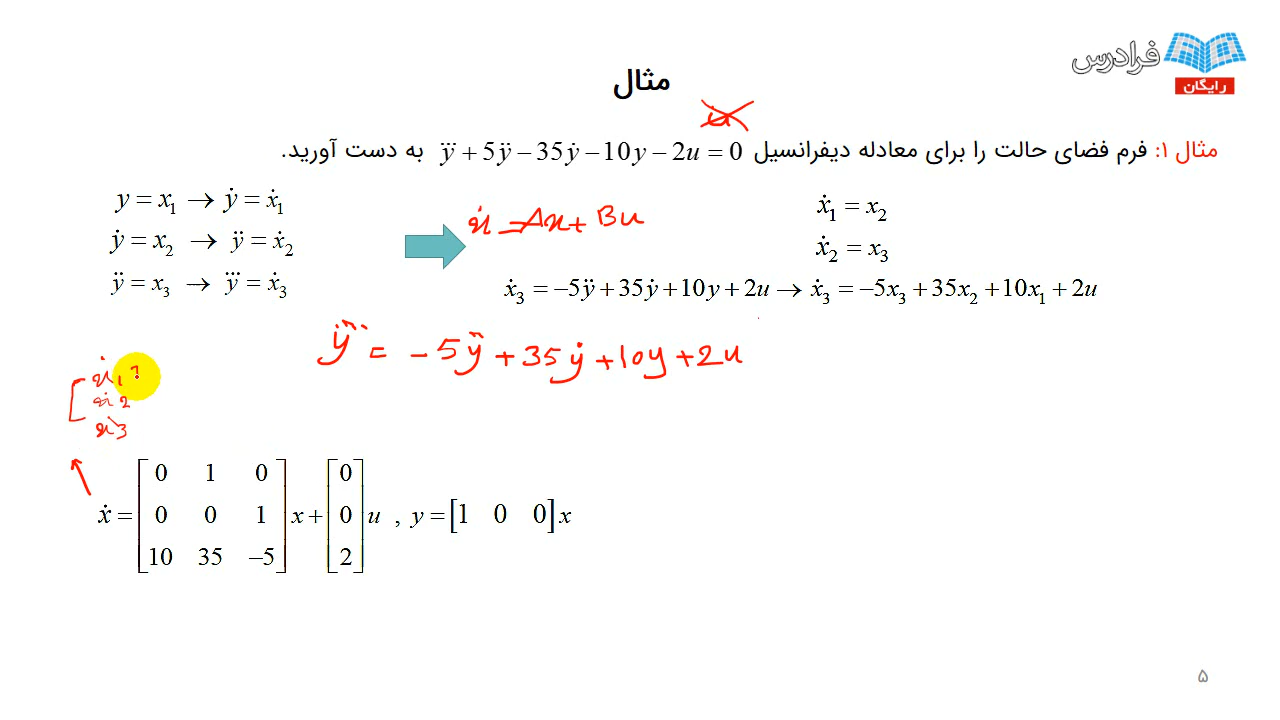 فرادرس
رایگان
مثال
u̇
مثال ۱: فرم فضای حالت را برای معادله دیفرانسیل y⃛ + 5ÿ − 35ẏ − 10y − 2u = 0 به دست آورید.
y = x₁ → ẏ = ẋ₁
ẏ = x₂ → ÿ = ẋ₂
ÿ = x₃ → y⃛ = ẋ₃
ẋ = Ax + Bu
ẋ₁ = x₂
ẋ₂ = x₃
ẋ₃ = −5ÿ + 35ẏ + 10y + 2u → ẋ₃ = −5x₃ + 35x₂ + 10x₁ + 2u
y⃛ = −5ÿ + 35ẏ + 10y + 2u
[ẋ₁
ẋ₂
ẋ₃
ẋ = [0 1 0; 0 0 1; 10 35 −5] x + [0; 0; 2] u , y = [1 0 0] x
۵